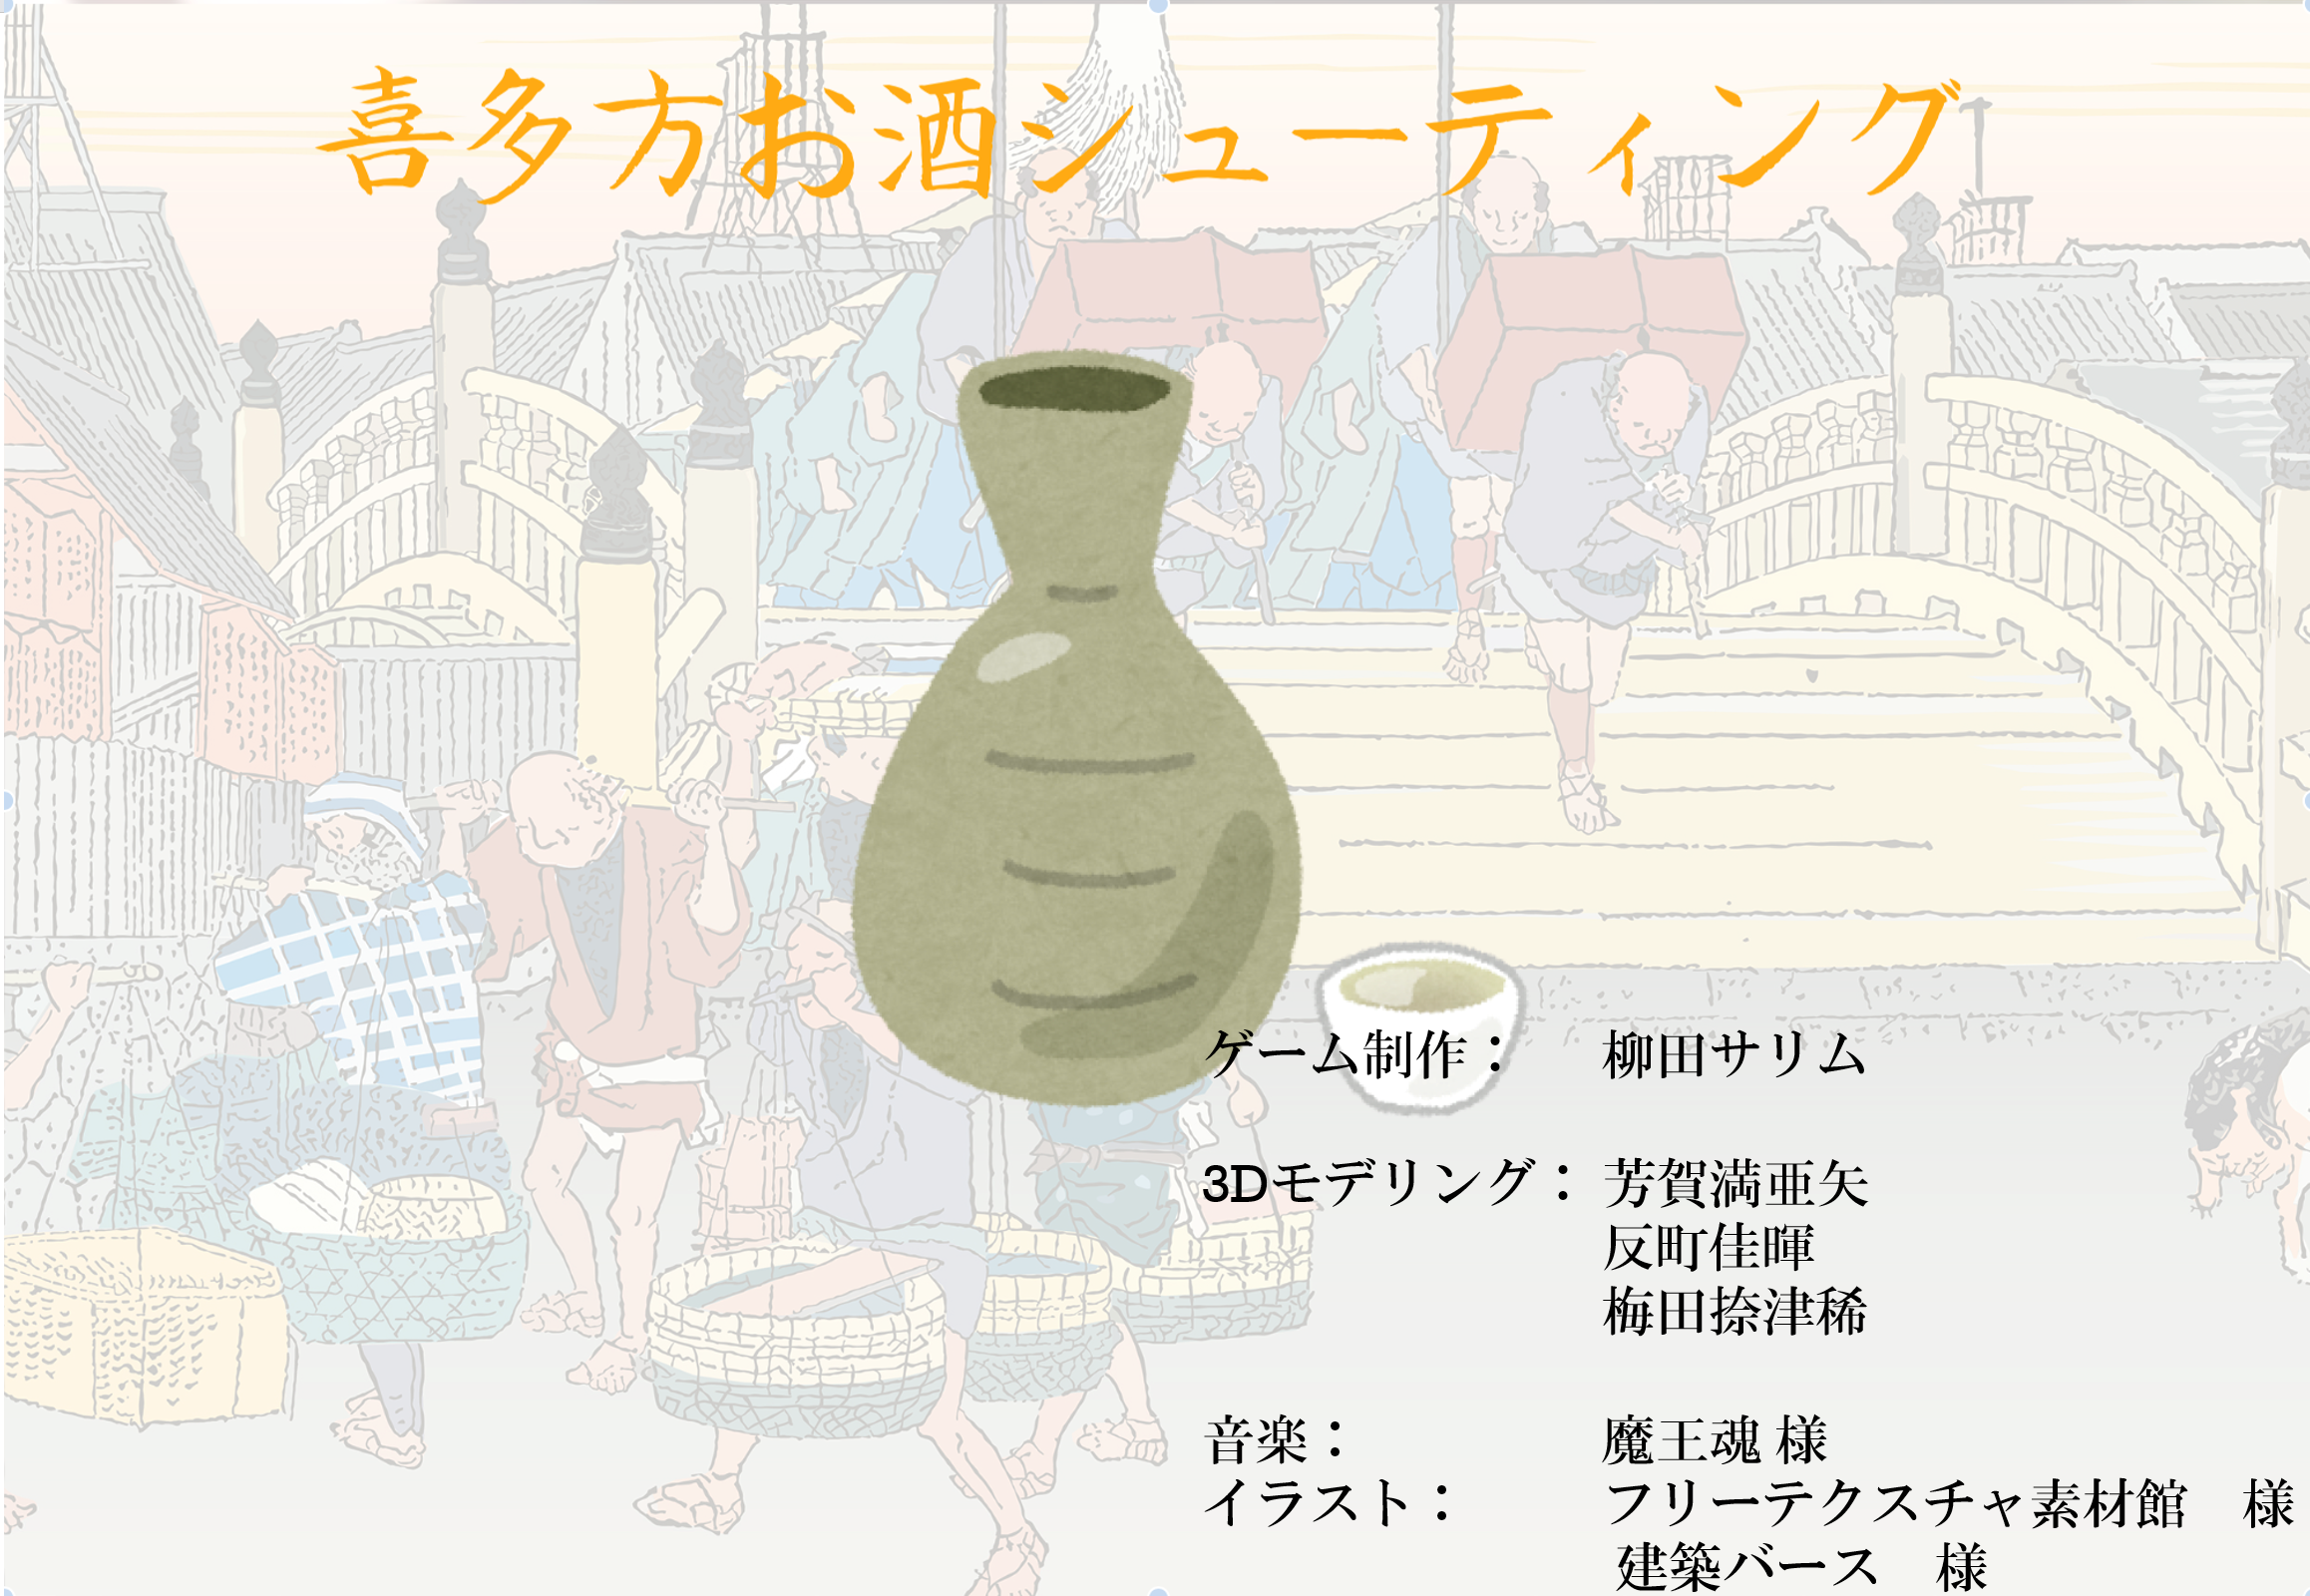 喜多方お酒シューティング
ゲーム制作： 柳田サリム
3Dモデリング： 芳賀満亜矢
反町佳暉
梅田捺津稀
音楽： 魔王魂 様
イラスト： フリーテクスチャ素材館　様
建築バース　様